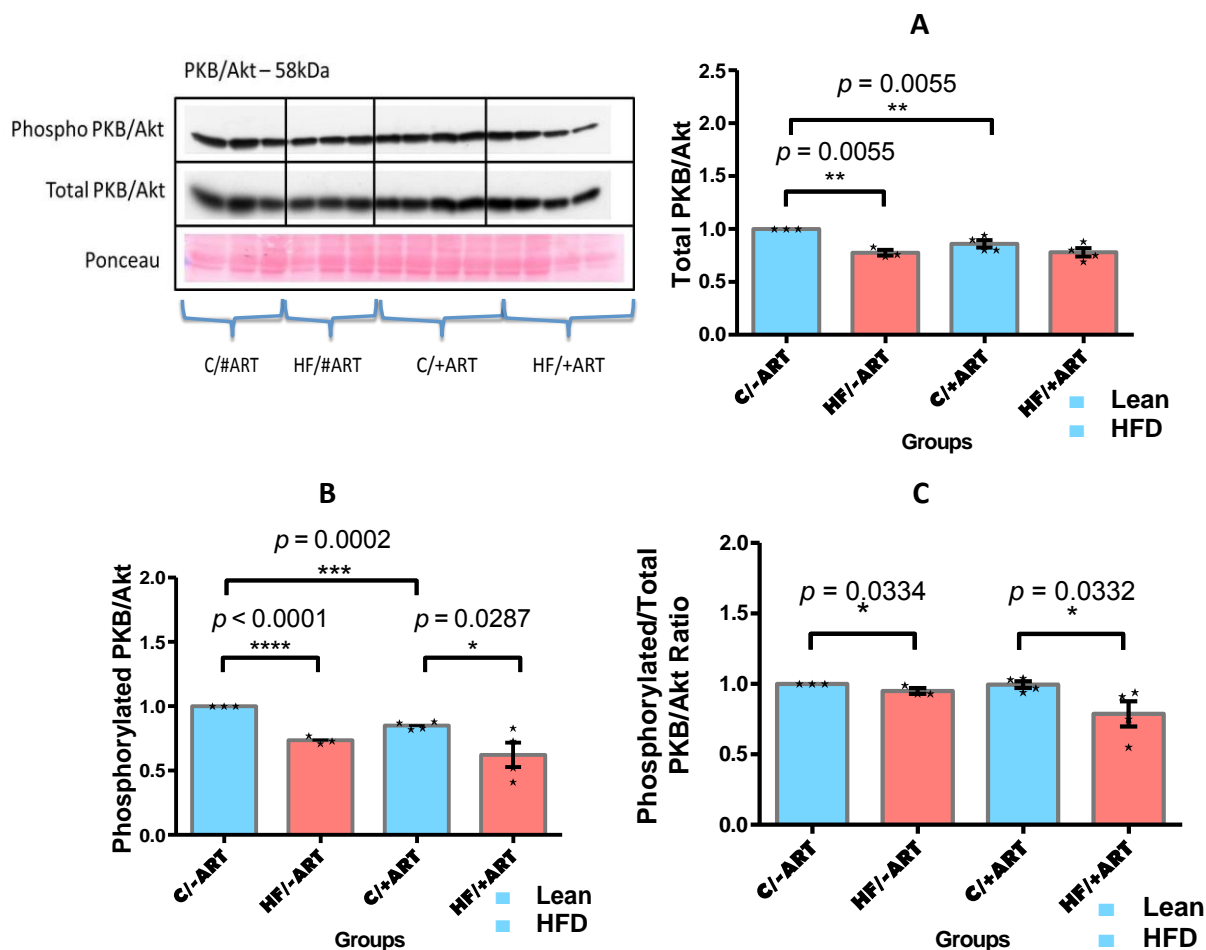 PKB/Akt – 58kDa
Phospho PKB/Akt
Total PKB/Akt
Ponceau
C/#ART HF/#ART C/+ART HF/+ART
A
Total PKB/Akt
2.5
2.0
1.5
1.0
0.5
0.0
p = 0.0055
**
p = 0.0055
**
C/-ART HF/-ART C/+ART HF/+ART
Groups
Lean
HFD
B
Phosphorylated PKB/Akt
2.0
1.5
1.0
0.5
0.0
p = 0.0002
***
p < 0.0001
****
p = 0.0287
*
C/-ART HF/-ART C/+ART HF/+ART
Groups
Lean
HFD
C
Phosphorylated/Total
PKB/Akt Ratio
2.0
1.5
1.0
0.5
0.0
p = 0.0334
*
p = 0.0332
*
C/-ART HF/-ART C/+ART HF/+ART
Groups
Lean
HFD